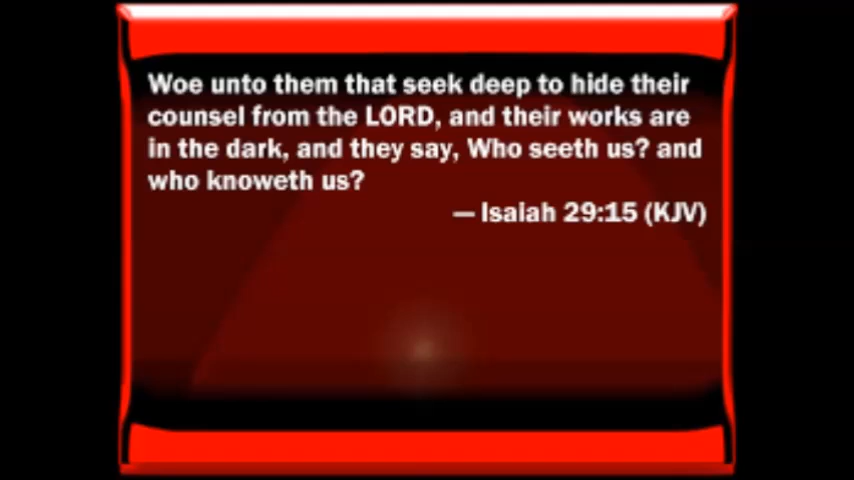 Woe unto them that seek deep to hide their
counsel from the LORD, and their works are
in the dark, and they say, Who seeth us? and
who knoweth us?
— Isaiah 29:15 (KJV)